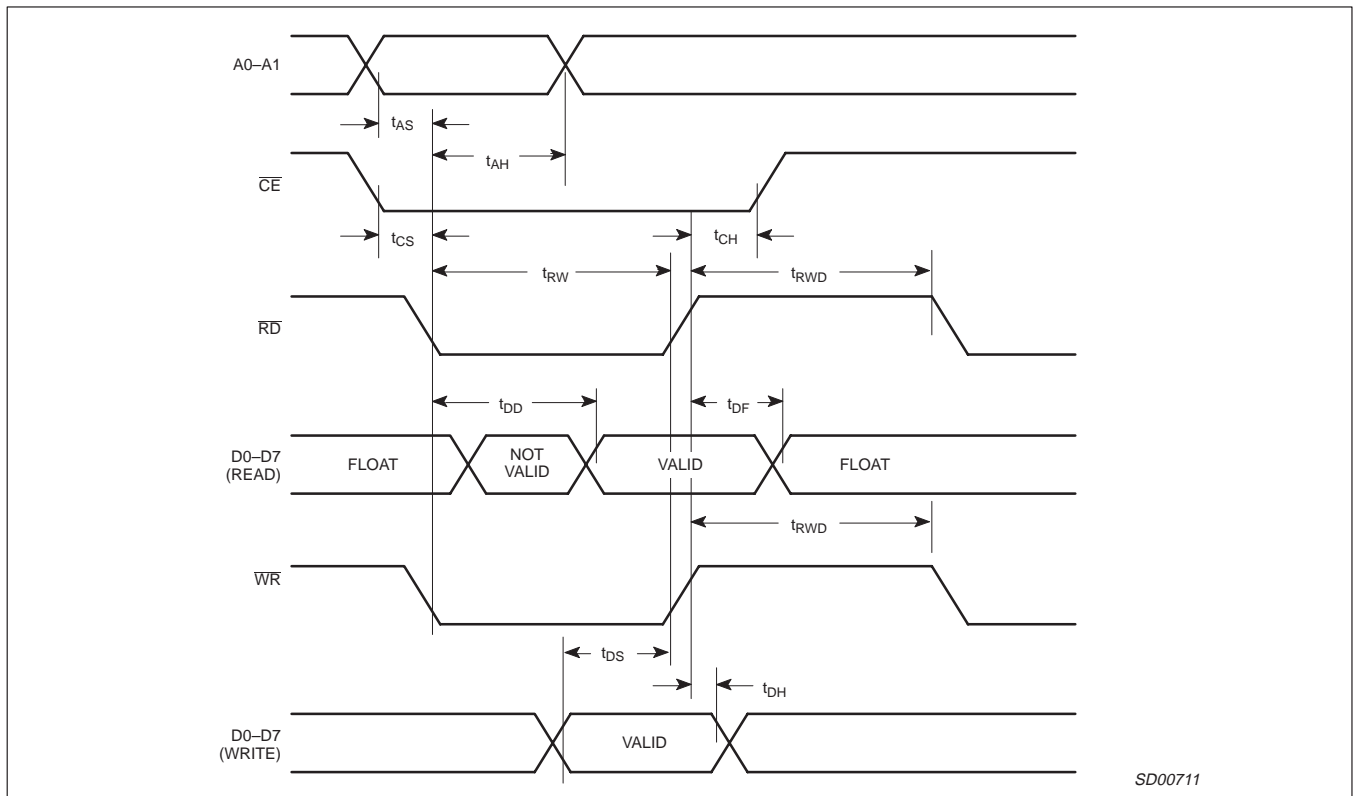 A0–A1
tAS
tAH
CE
tCS
tCH
tRW
tRWD
RD
tDD
tDF
D0–D7
(READ)
FLOAT
NOT
VALID
VALID
FLOAT
tRWD
WR
tDS
tDH
D0–D7
(WRITE)
VALID
SD00711